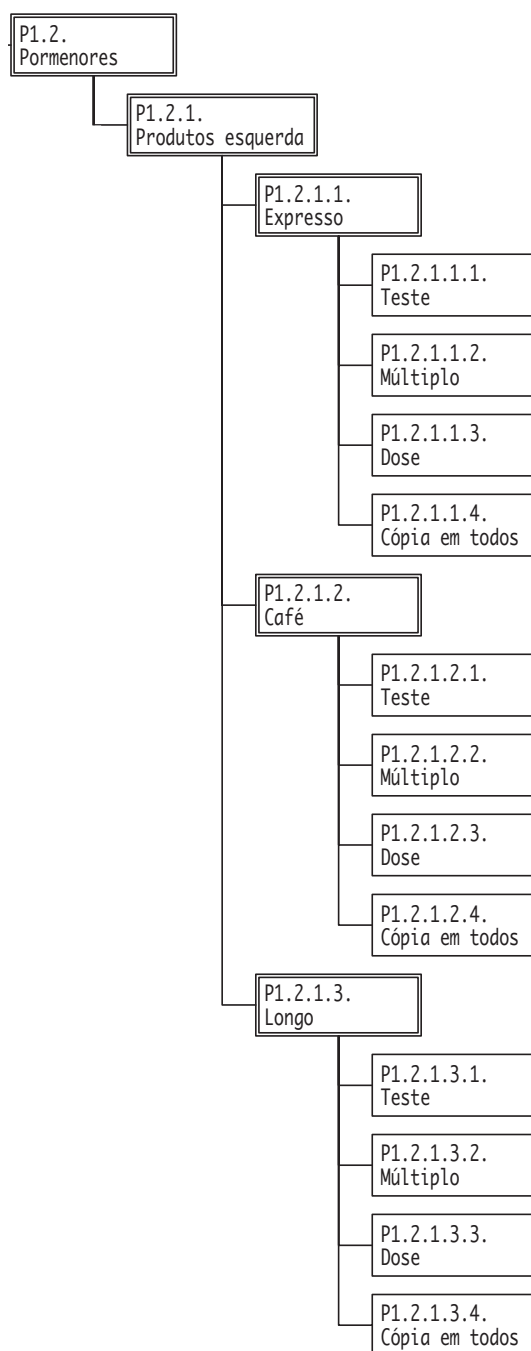 P1.2.
Pormenores
P1.2.1.
Produtos esquerda
P1.2.1.1.
Expresso
P1.2.1.1.1.
Teste
P1.2.1.1.2.
Múltiplo
P1.2.1.1.3.
Dose
P1.2.1.1.4.
Cópia em todos
P1.2.1.2.
Café
P1.2.1.2.1.
Teste
P1.2.1.2.2.
Múltiplo
P1.2.1.2.3.
Dose
P1.2.1.2.4.
Cópia em todos
P1.2.1.3.
Longo
P1.2.1.3.1.
Teste
P1.2.1.3.2.
Múltiplo
P1.2.1.3.3.
Dose
P1.2.1.3.4.
Cópia em todos